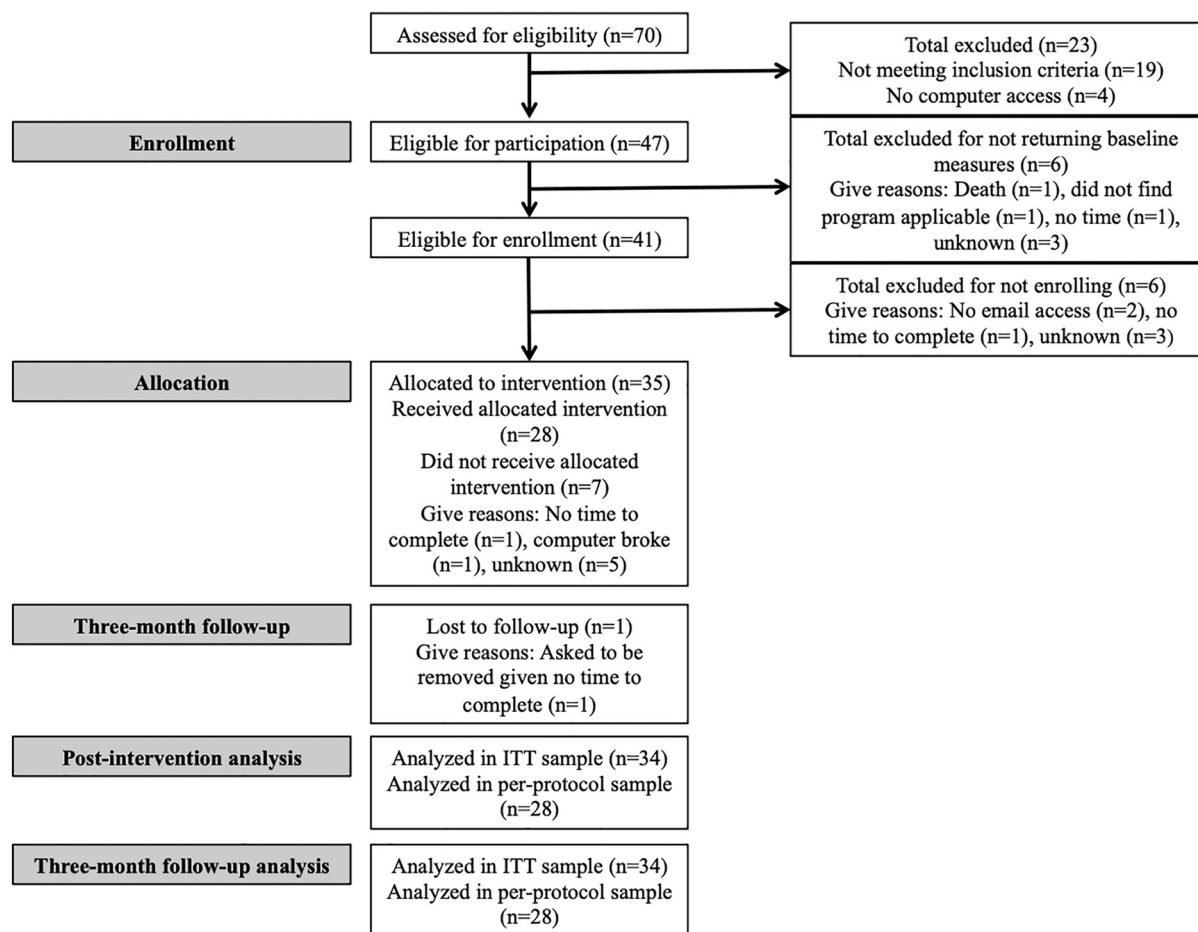 Assessed for eligibility (n=70)
Total excluded (n=23)
Not meeting inclusion criteria (n=19)
No computer access (n=4)
Enrollment
Eligible for participation (n=47)
Total excluded for not returning baseline
measures (n=6)
Give reasons: Death (n=1), did not find
program applicable (n=1), no time (n=1),
unknown (n=3)
Eligible for enrollment (n=41)
Total excluded for not enrolling (n=6)
Give reasons: No email access (n=2), no
time to complete (n=1), unknown (n=3)
Allocation
Allocated to intervention (n=35)
Received allocated intervention
(n=28)
Did not receive allocated
intervention (n=7)
Give reasons: No time to
complete (n=1), computer broke
(n=1), unknown (n=5)
Three-month follow-up
Lost to follow-up (n=1)
Give reasons: Asked to be
removed given no time to
complete (n=1)
Post-intervention analysis
Analyzed in ITT sample (n=34)
Analyzed in per-protocol sample
(n=28)
Three-month follow-up analysis
Analyzed in ITT sample (n=34)
Analyzed in per-protocol sample
(n=28)